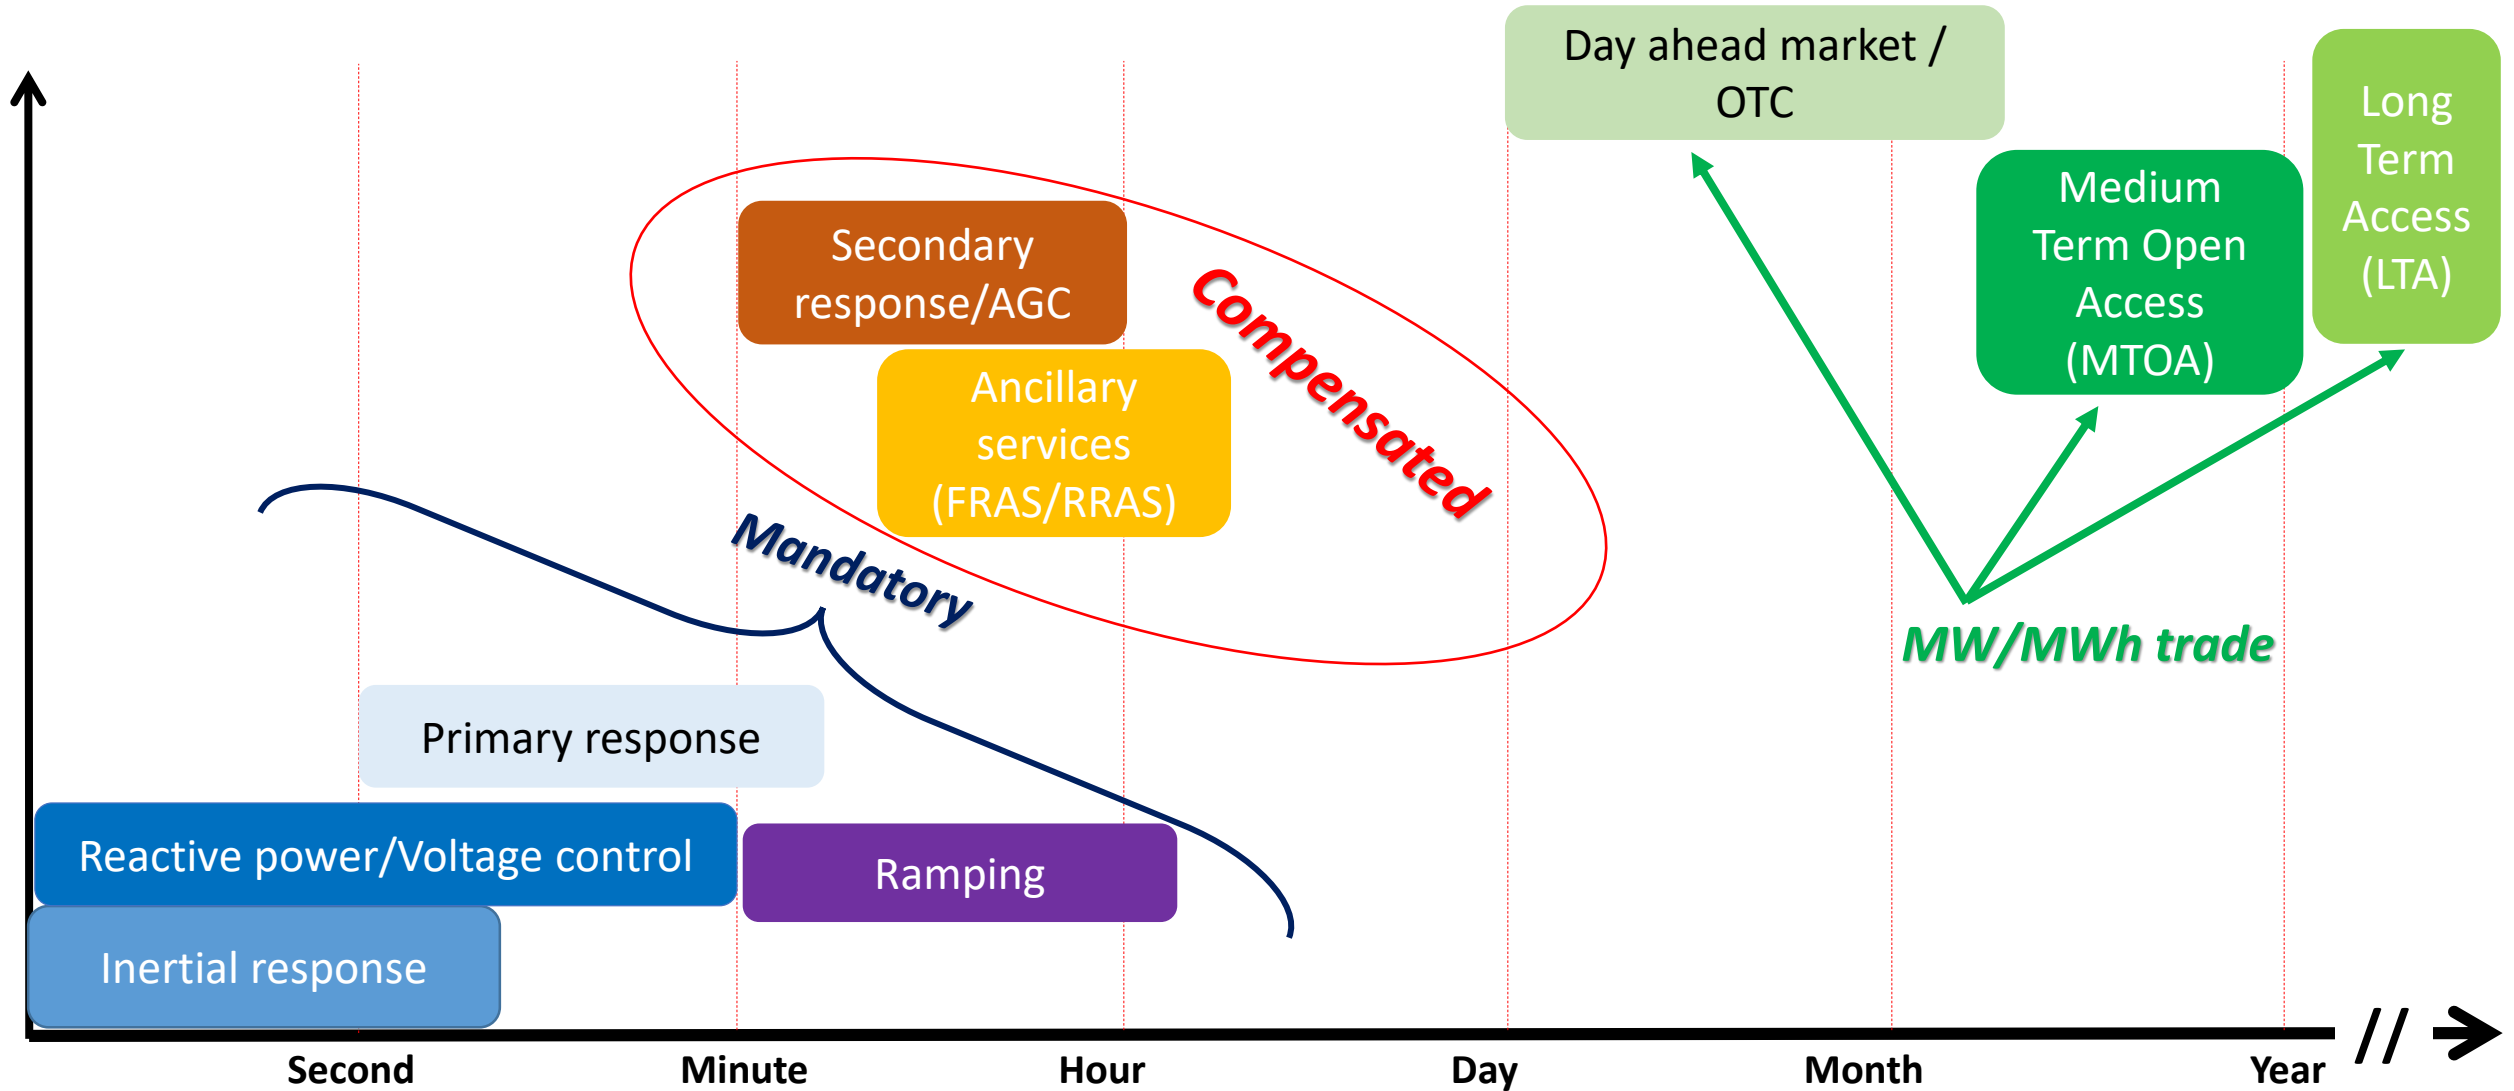 Day ahead market /
OTC
Long
Term
Access
(LTA)
Medium
Term Open
Access
(MTOA)
Secondary
response/AGC
Compensated
Ancillary
services
(FRAS/RRAS)
Mandatory
MW/MWh trade
Primary response
Reactive power/Voltage control
Ramping
Inertial response
Second
Minute
Hour
Day
Month
Year
//